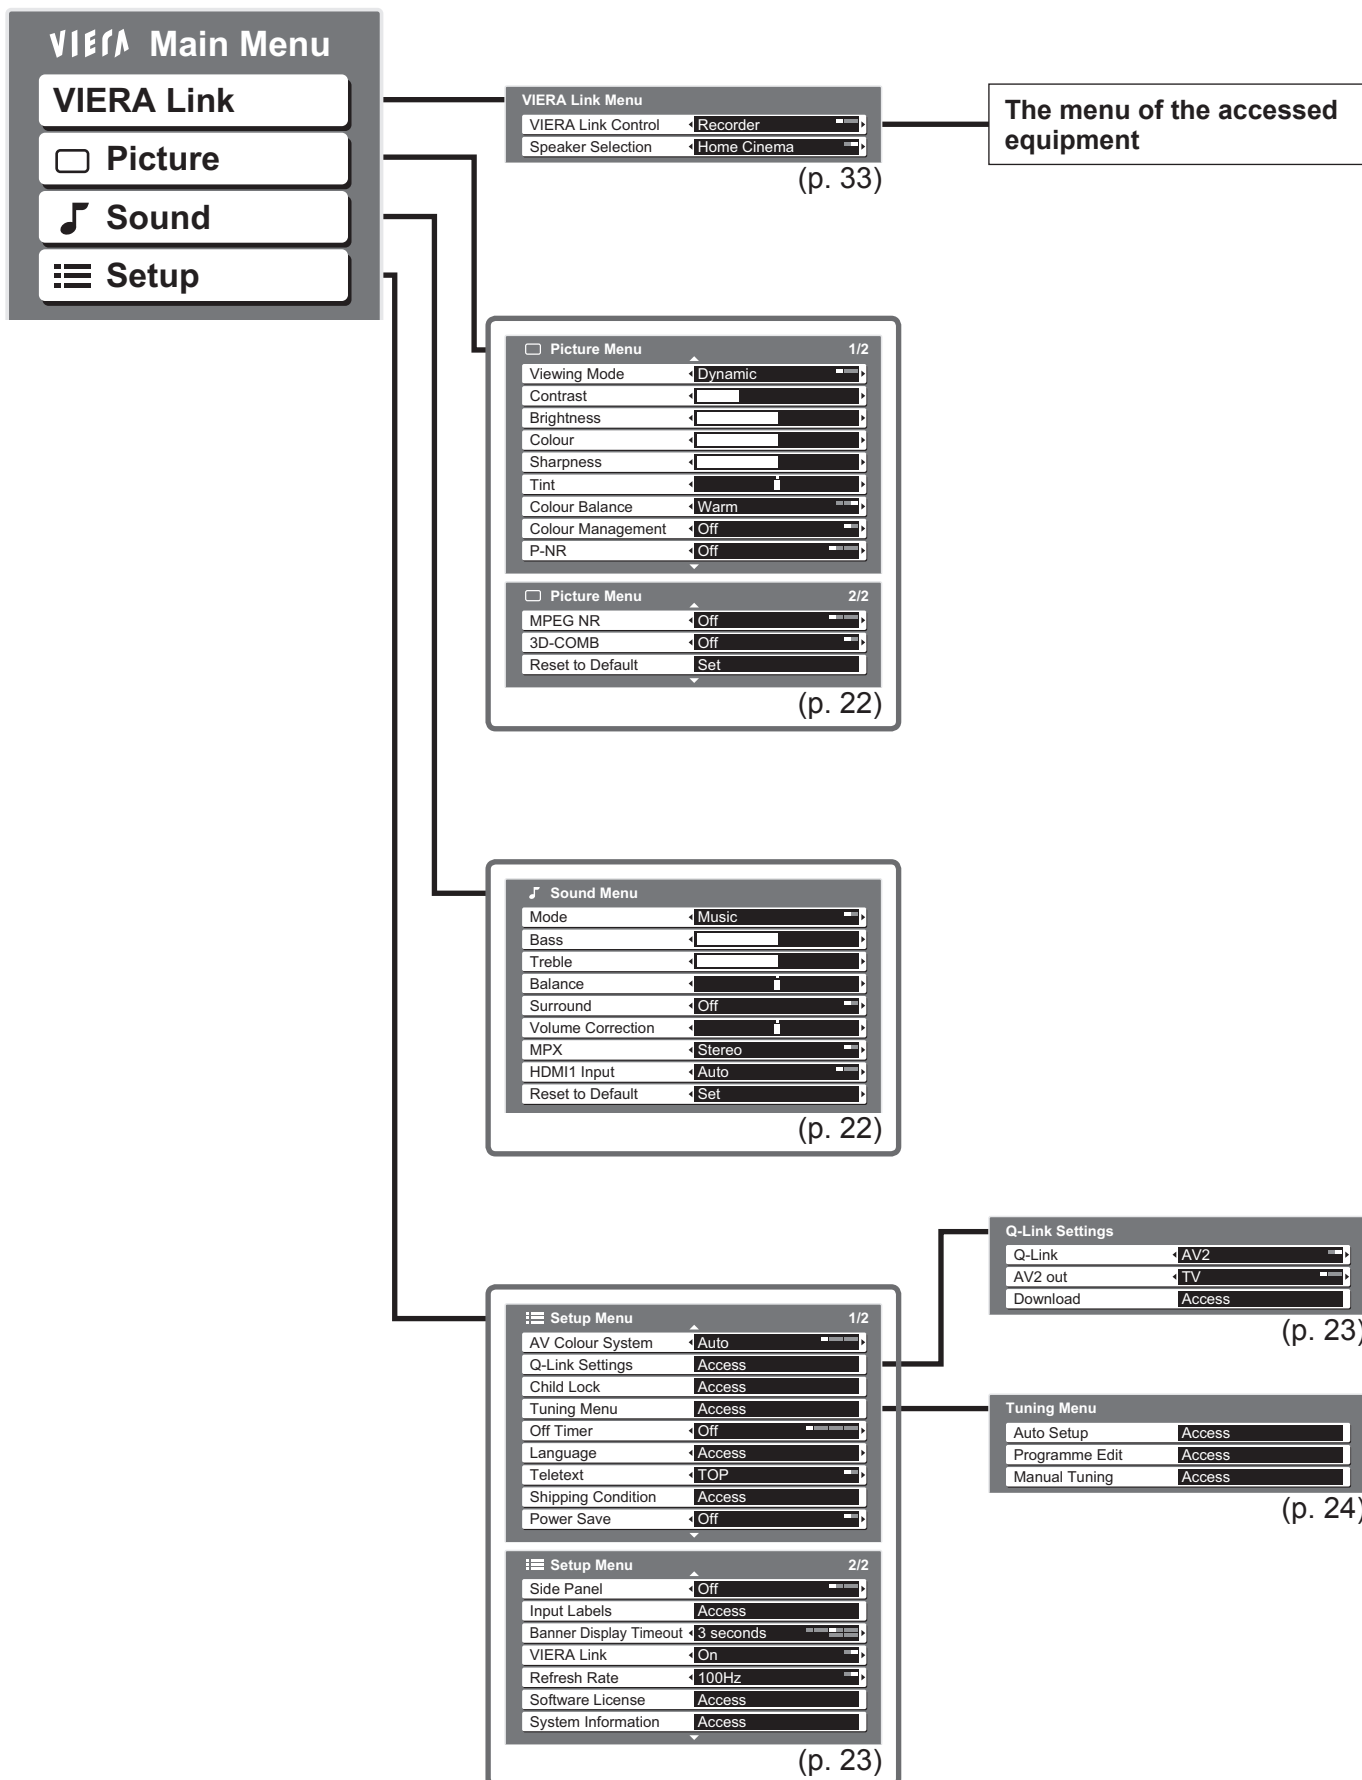 VIERA Main Menu
VIERA Link
Picture
Sound
Setup
VIERA Link Menu
VIERA Link Control Recorder
Speaker Selection Home Cinema
(p. 33)
The menu of the accessed
equipment
Picture Menu 1/2
Viewing Mode Dynamic
Contrast
Brightness
Colour
Sharpness
Tint
Colour Balance Warm
Colour Management Off
P-NR Off
Picture Menu 2/2
MPEG NR Off
3D-COMB Off
Reset to Default Set
(p. 22)
Sound Menu
Mode Music
Bass
Treble
Balance
Surround Off
Volume Correction
MPX Stereo
HDMI1 Input Auto
Reset to Default Set
(p. 22)
Setup Menu 1/2
AV Colour System Auto
Q-Link Settings Access
Child Lock Access
Tuning Menu Access
Off Timer Off
Language Access
Teletext TOP
Shipping Condition Access
Power Save Off
Setup Menu 2/2
Side Panel Off
Input Labels Access
Banner Display Timeout 3 seconds
VIERA Link On
Refresh Rate 100Hz
Software License Access
System Information Access
(p. 23)
Q-Link Settings
Q-Link AV2
AV2 out TV
Download Access
(p. 23)
Tuning Menu
Auto Setup Access
Programme Edit Access
Manual Tuning Access
(p. 24)